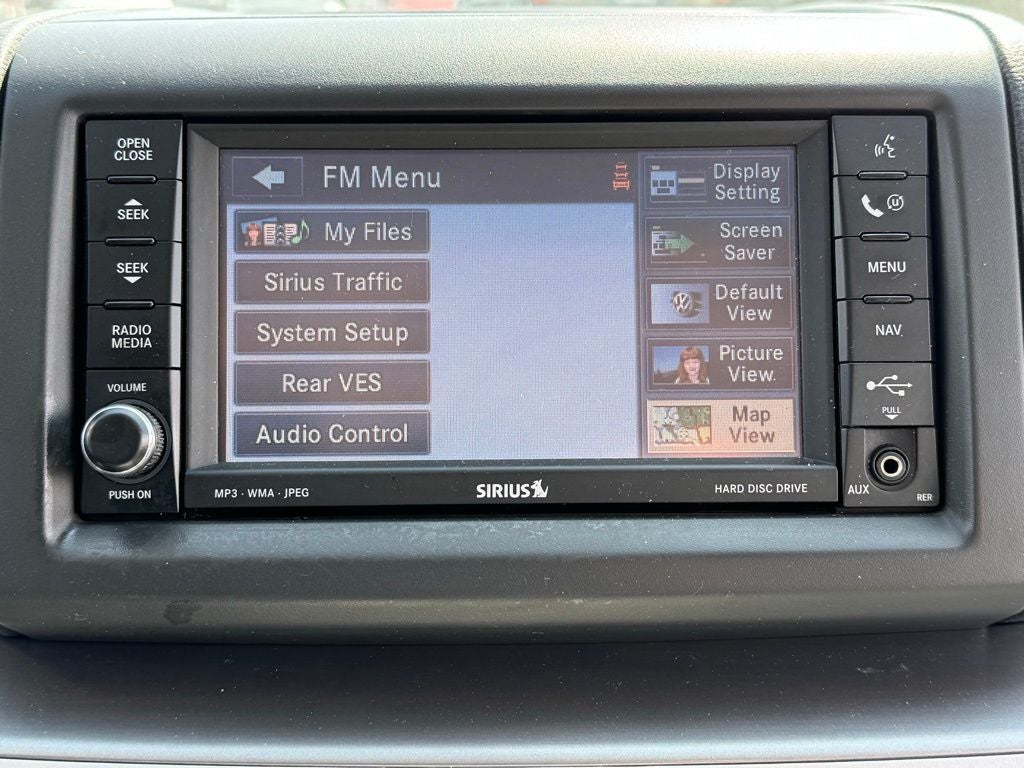 OPEN
CLOSE
SEEK
SEEK
RADIO
MEDIA
VOLUME
PUSH ON
FM Menu
My Files
Sirius Traffic
System Setup
Rear VES
Audio Control
Display
Setting
Screen
Saver
Default
View
Picture
View.
Map
View
MENU
NAV.
PULL
AUX
RER
MP3 · WMA · JPEG
SIRIUS
HARD DISC DRIVE